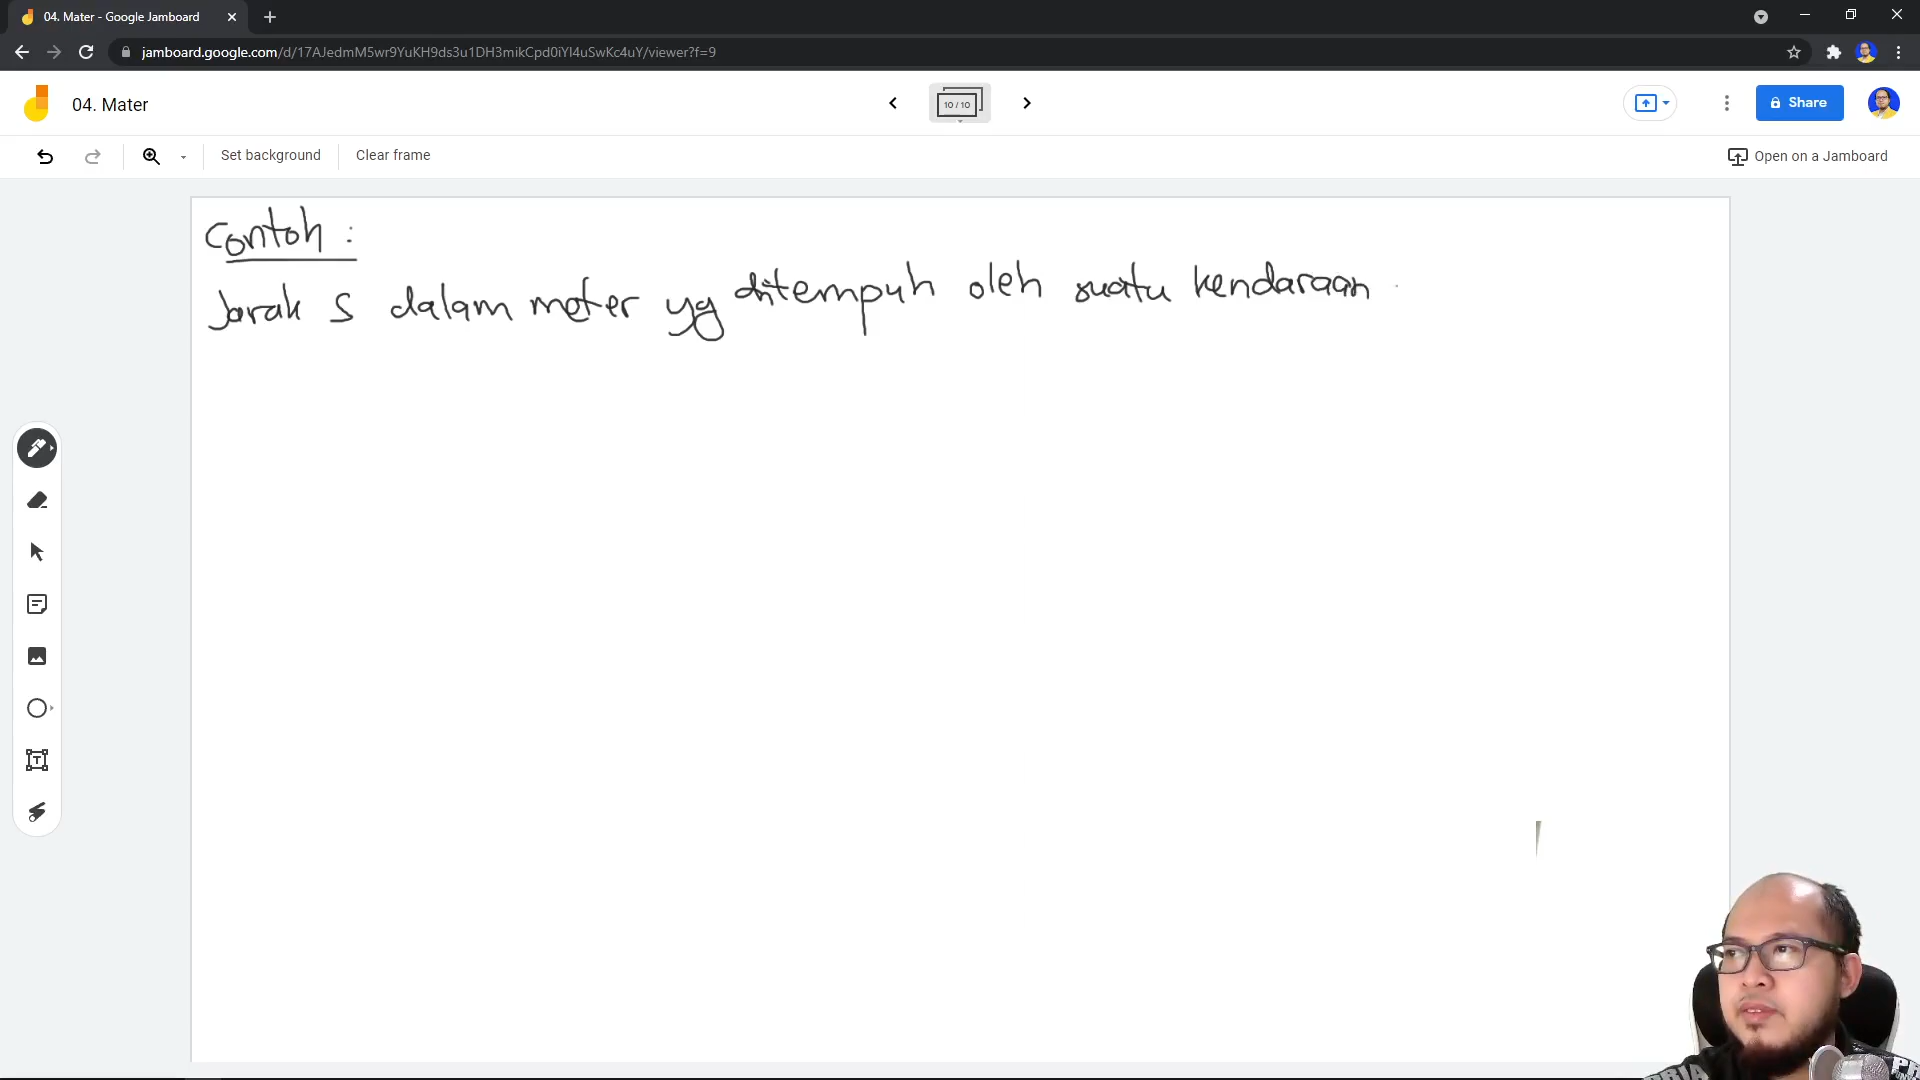 04. Mater - Google Jamboard
jamboard.google.com/d/17AJedmM5wr9YuKH9ds3u1DH3mikCpd0iYI4uSwKc4uY/viewer?f=9
04. Mater
10 / 10
Share
Set background
Clear frame
Open on a Jamboard
Contoh :
Jarak s dalam meter yg ditempuh oleh suatu kendaraan